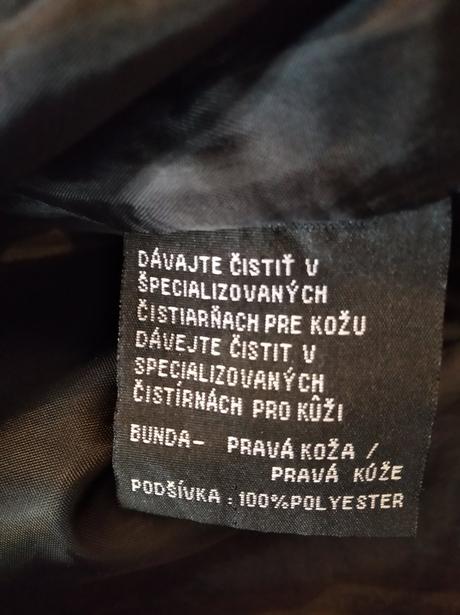 DÁVAJTE ČISTIŤ V
ŠPECIALIZOVANÝCH
ČISTIARŇACH PRE KOŽU
DÁVEJTE ČISTIT V
SPECIALIZOVANÝCH
ČISTÍRNÁCH PRO KŮŽI
BUNDA- PRAVÁ KOŽA /
PRAVÁ KŮŽE
PODŠÍVKA : 100%POLYESTER